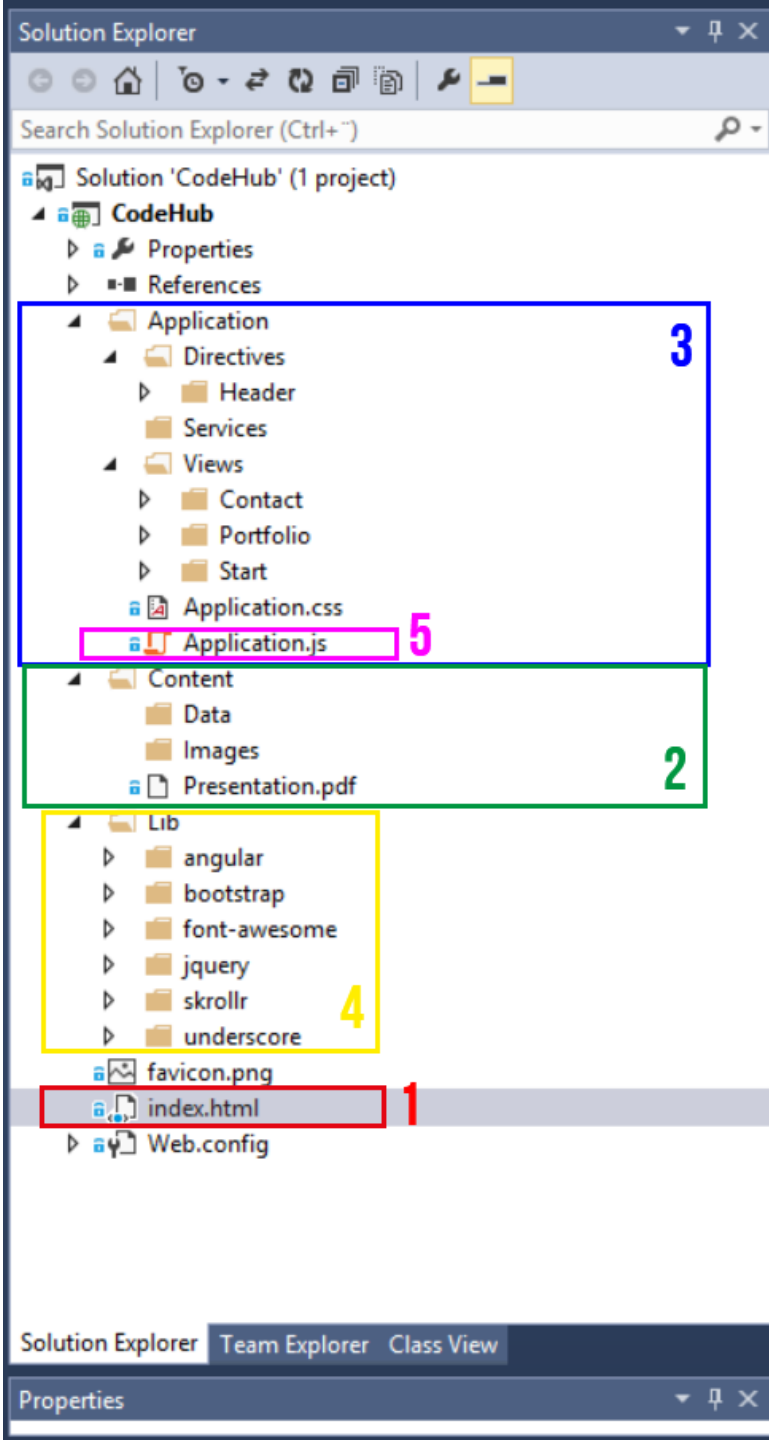 Solution Explorer
Search Solution Explorer (Ctrl+¨)
Solution 'CodeHub' (1 project)
CodeHub
Properties
References
Application
3
Directives
Header
Services
Views
Contact
Portfolio
Start
Application.css
Application.js
5
Content
Data
Images
2
Presentation.pdf
Lib
angular
bootstrap
font-awesome
jquery
skrollr
4
underscore
favicon.png
index.html
1
Web.config
Solution Explorer Team Explorer Class View
Properties